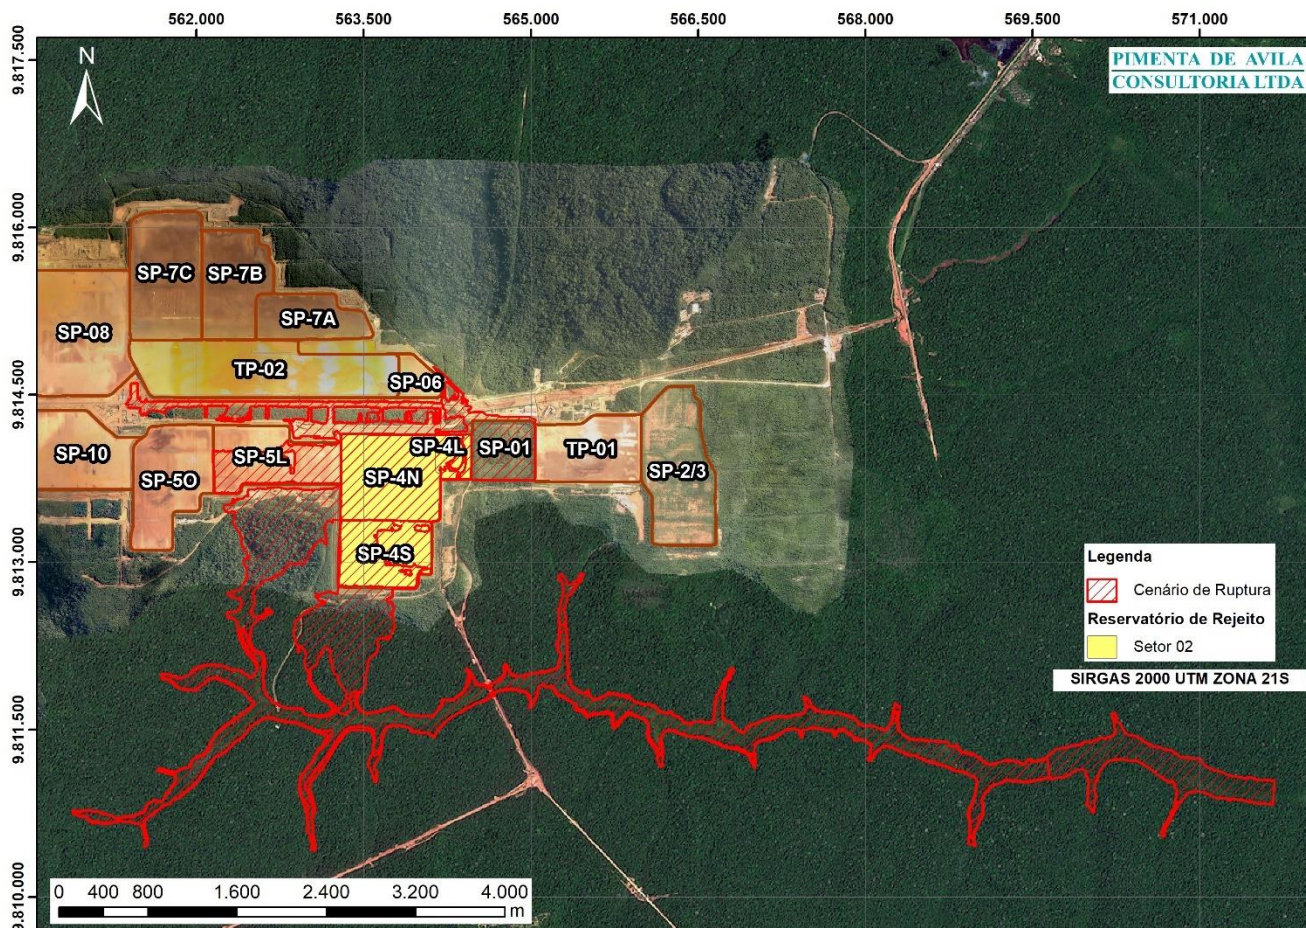 562.000 563.500 565.000 566.500 568.000 569.500 571.000
9.817.500
N
PIMENTA DE AVILA
CONSULTORIA LTDA
9.816.000
SP-7C
SP-7B
SP-7A
SP-08
TP-02
SP-06
9.814.500
SP-10
SP-5O
SP-5L
SP-4N
SP-4L
SP-01
TP-01
SP-2/3
SP-4S
9.813.000
Legenda
Cenário de Ruptura
Reservatório de Rejeito
Setor 02
SIRGAS 2000 UTM ZONA 21S
9.811.500
9.810.000
0 400 800 1.600 2.400 3.200 4.000
m